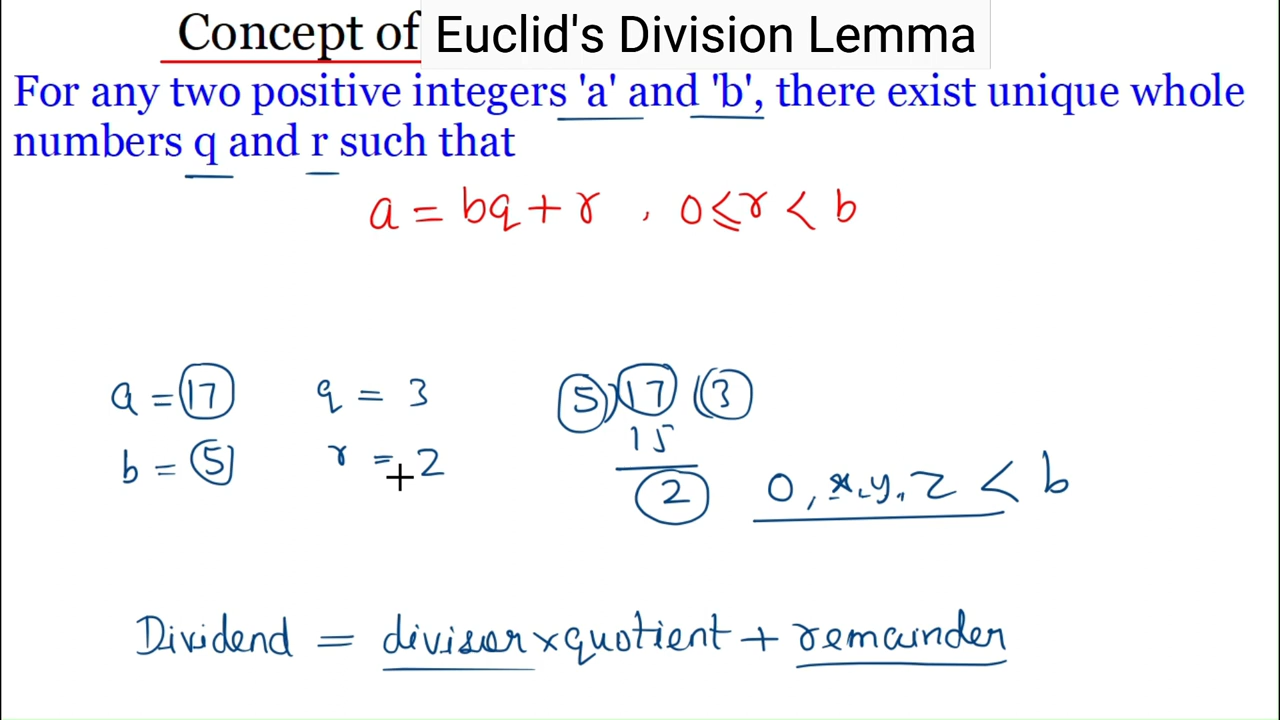 Concept of Euclid's Division Lemma
For any two positive integers 'a' and 'b', there exist unique whole
numbers q and r such that
a = bq + r , 0 ≤ r < b
a = 17 q = 3 5 ) 17 ( 3
15
b = 5 r = 2
2 0, x, y, z < b
Dividend = divisor × quotient + remainder